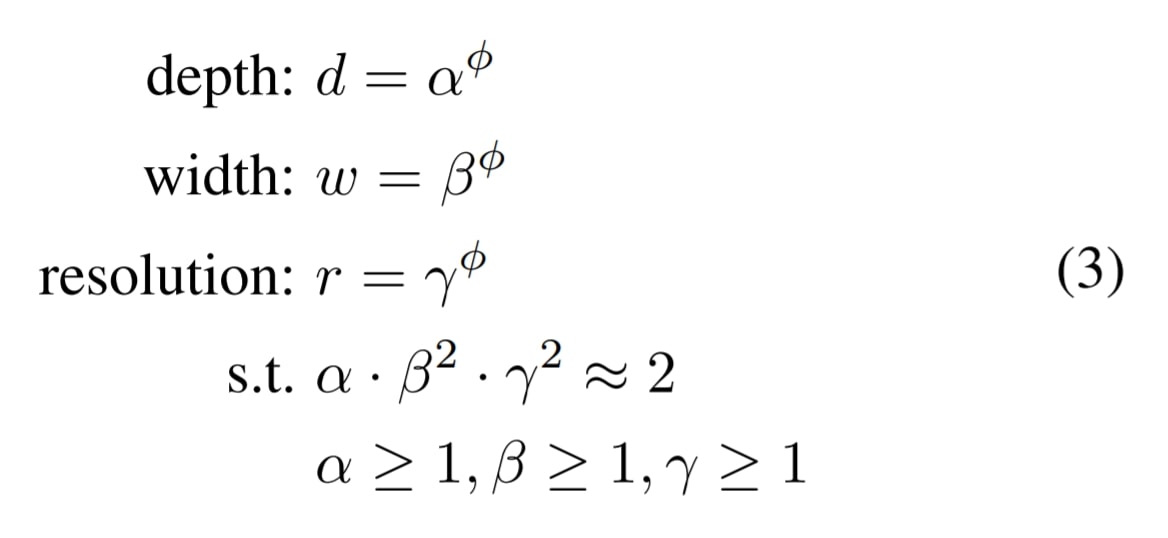 depth: d = α^ϕ
width: w = β^ϕ
resolution: r = γ^ϕ
(3)
s.t. α · β² · γ² ≈ 2
α ≥ 1, β ≥ 1, γ ≥ 1